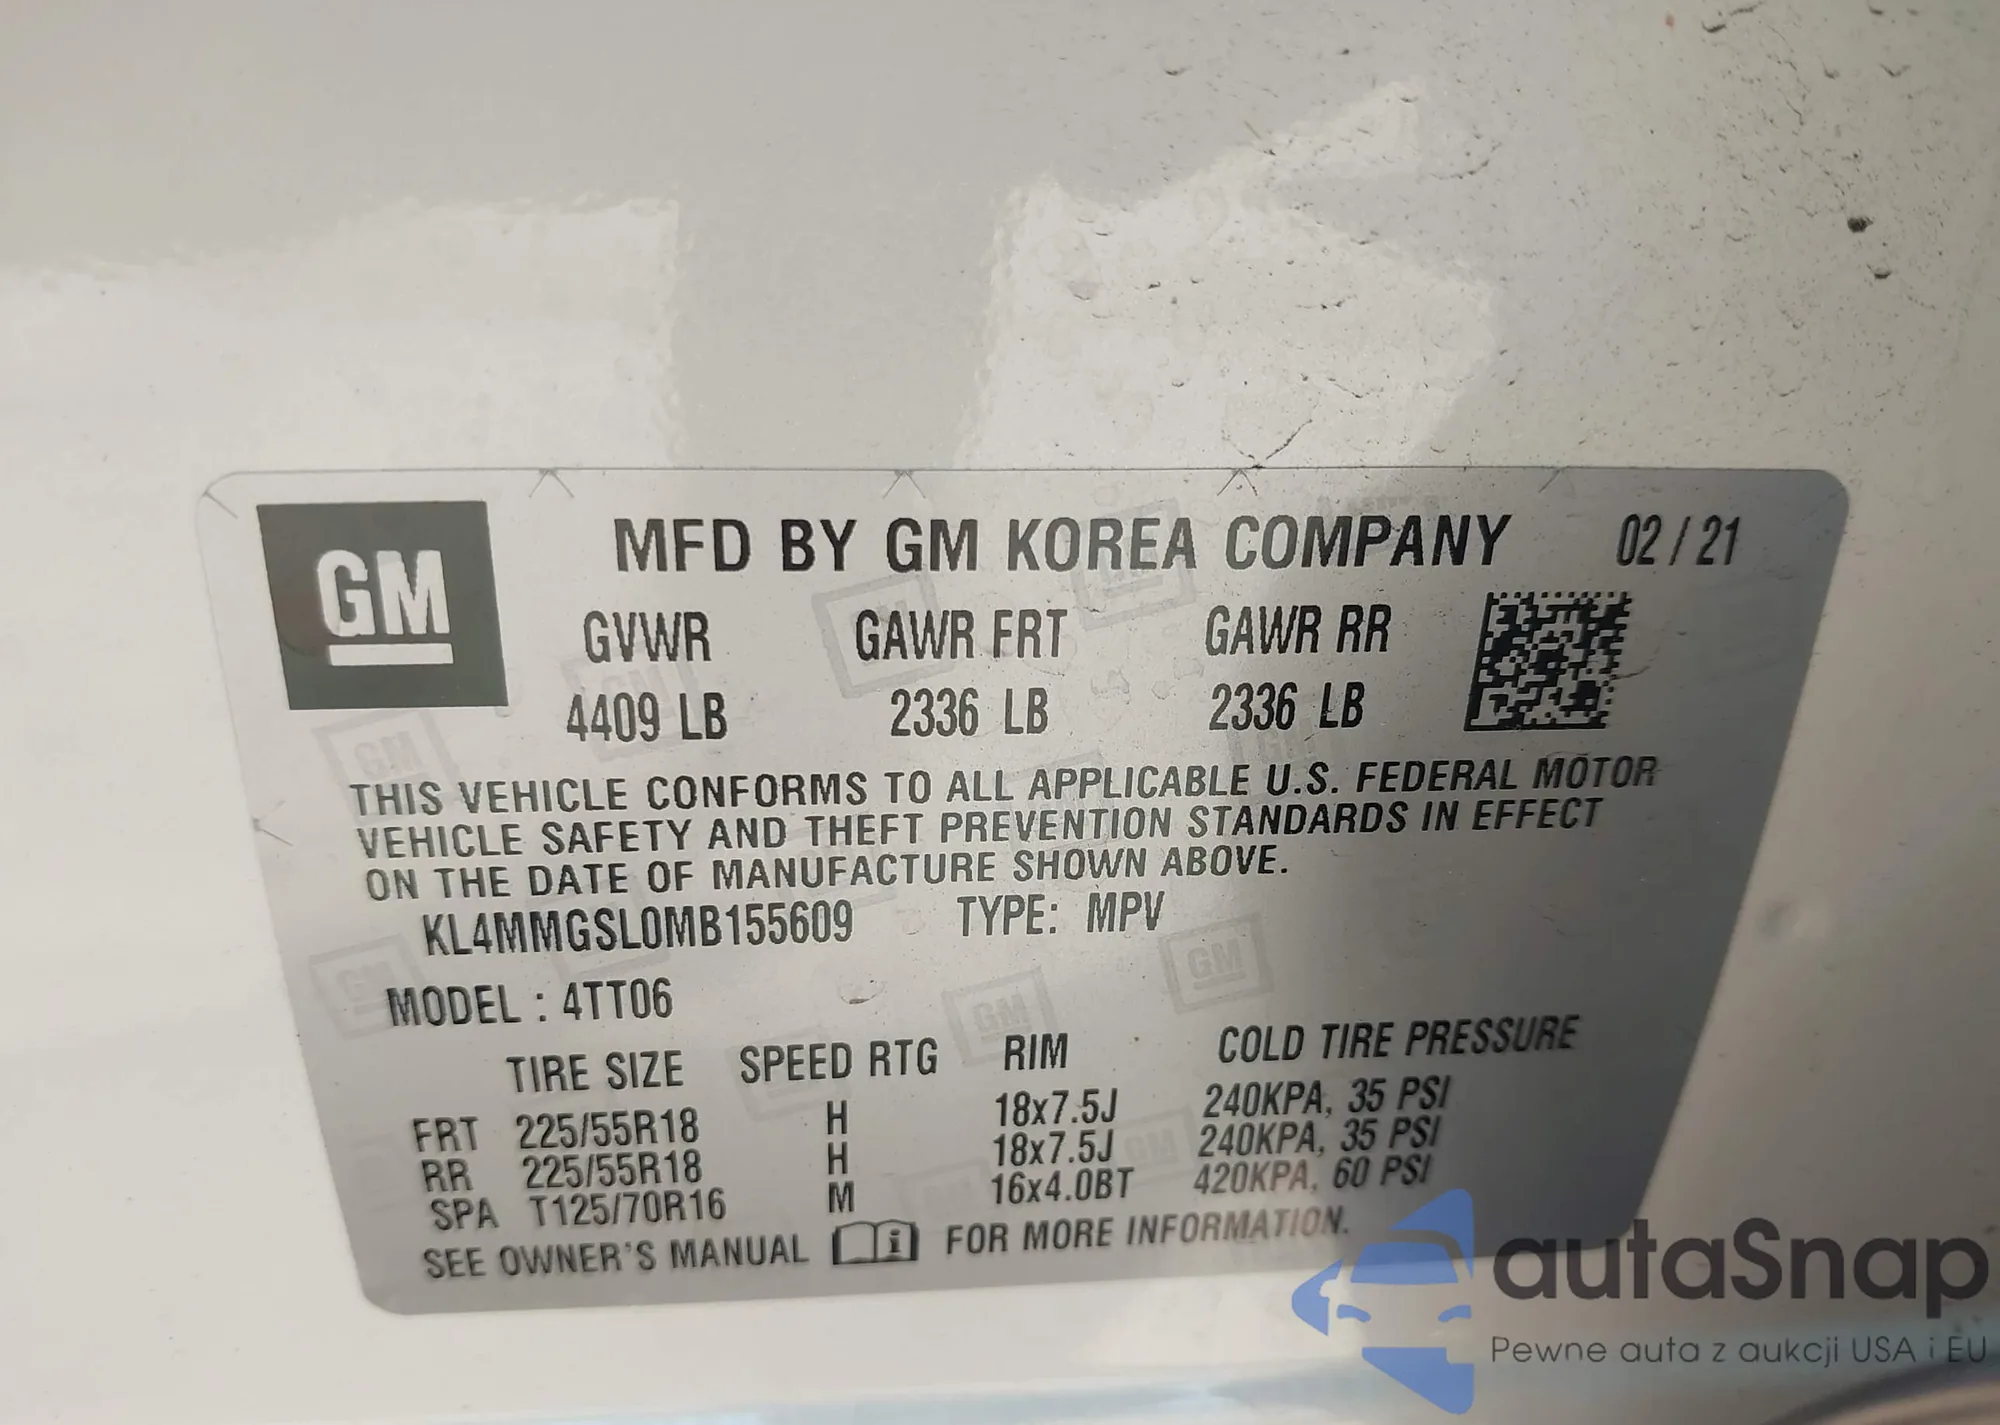 GM
MFD BY GM KOREA COMPANY 02/21
GVWR GAWR FRT GAWR RR
4409 LB 2336 LB 2336 LB
THIS VEHICLE CONFORMS TO ALL APPLICABLE U.S. FEDERAL MOTOR
VEHICLE SAFETY AND THEFT PREVENTION STANDARDS IN EFFECT
ON THE DATE OF MANUFACTURE SHOWN ABOVE.
KL4MMGSL0MB155609 TYPE: MPV
MODEL : 4TT06
TIRE SIZE SPEED RTG RIM COLD TIRE PRESSURE
FRT 225/55R18 H 18x7.5J 240KPA, 35 PSI
RR 225/55R18 H 18x7.5J 240KPA, 35 PSI
SPA T125/70R16 M 16x4.0BT 420KPA, 60 PSI
SEE OWNER'S MANUAL i FOR MORE INFORMATION.
autaSnap
Pewne auta z aukcji USA i EU